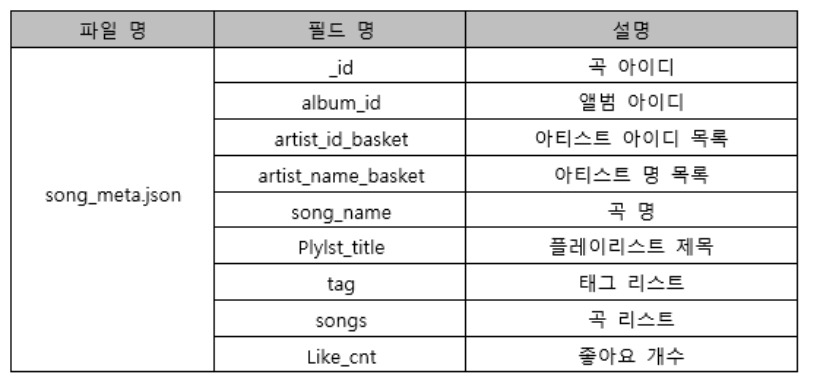 파일 명 필드 명 설명
_id 곡 아이디
album_id 앨범 아이디
artist_id_basket 아티스트 아이디 목록
artist_name_basket 아티스트 명 목록
song_meta.json song_name 곡 명
Plylst_title 플레이리스트 제목
tag 태그 리스트
songs 곡 리스트
Like_cnt 좋아요 개수